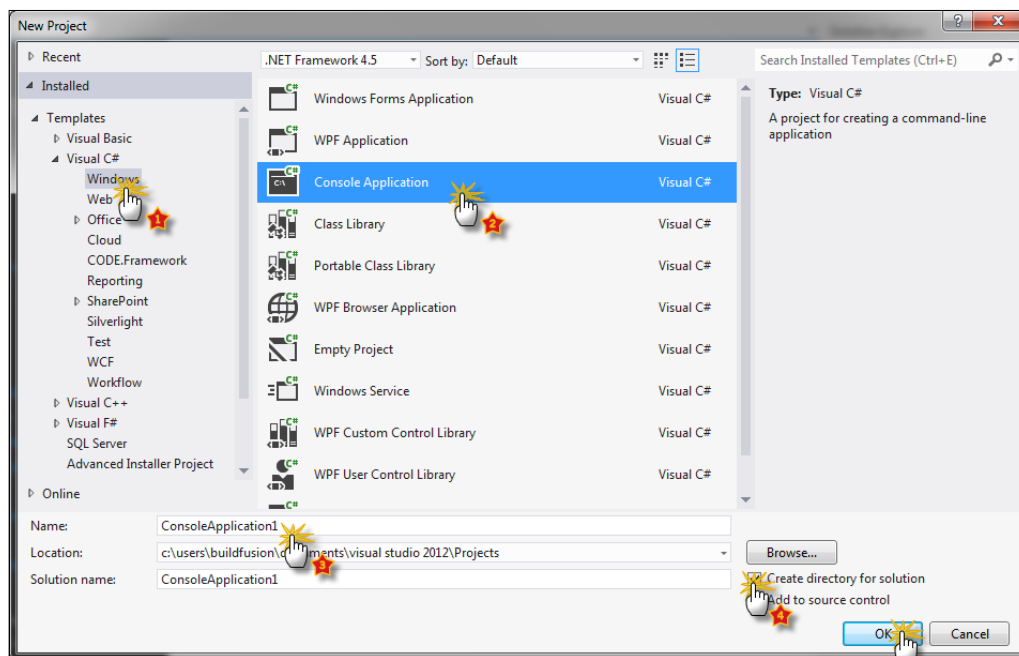 New Project
Recent
.NET Framework 4.5
Sort by: Default
Search Installed Templates (Ctrl+E)
Installed
Templates
Visual Basic
Visual C#
Windows
Web
Office
Cloud
CODE.Framework
Reporting
SharePoint
Silverlight
Test
WCF
Workflow
Visual C++
Visual F#
SQL Server
Advanced Installer Project
Online
Windows Forms Application Visual C#
WPF Application Visual C#
Console Application Visual C#
Class Library Visual C#
Portable Class Library Visual C#
WPF Browser Application Visual C#
Empty Project Visual C#
Windows Service Visual C#
WPF Custom Control Library Visual C#
WPF User Control Library Visual C#
Type: Visual C#
A project for creating a command-line
application
1
2
Name: ConsoleApplication1
Location: c:\users\buildfusion\documents\visual studio 2012\Projects
Browse...
3
Solution name: ConsoleApplication1
Create directory for solution
Add to source control
4
OK
Cancel